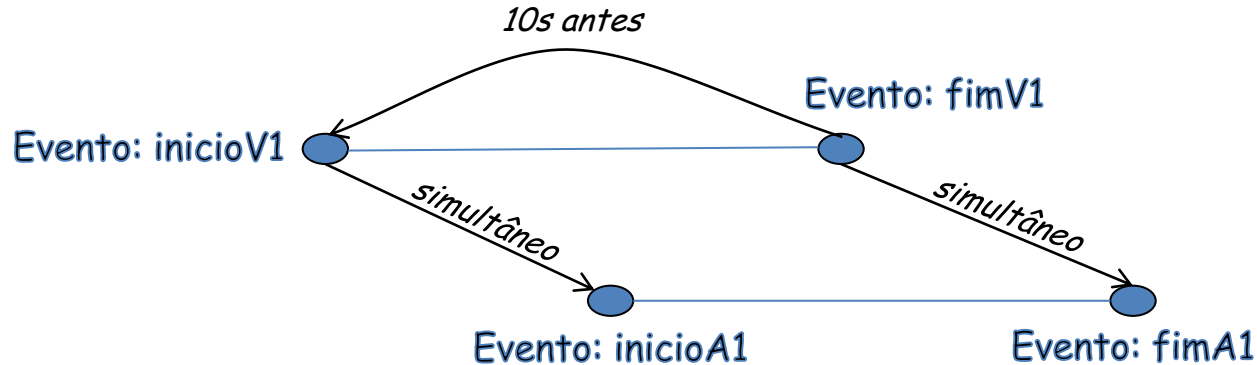 10s antes
Evento: fimV1
Evento: inicioV1
simultâneo
simultâneo
Evento: inicioA1
Evento: fimA1